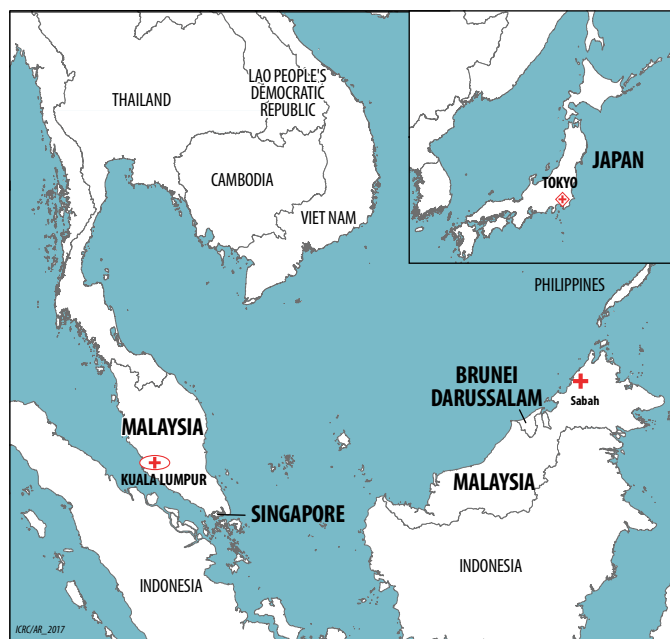 THAILAND
LAO PEOPLE'S
DEMOCRATIC
REPUBLIC
CAMBODIA
VIET NAM
JAPAN
TOKYO
PHILIPPINES
BRUNEI
DARUSSALAM
Sabah
MALAYSIA
KUALA LUMPUR
MALAYSIA
SINGAPORE
INDONESIA
INDONESIA
ICRC/AR_2017